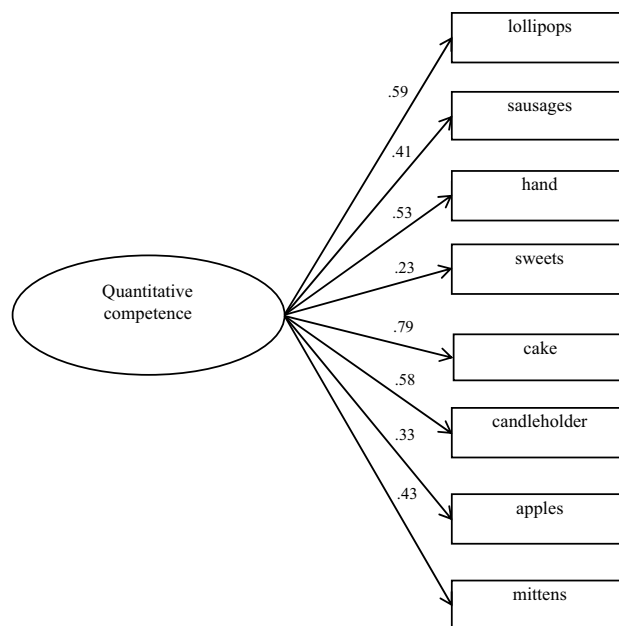 lollipops
.59
sausages
.41
hand
.53
sweets
.23
Quantitative
competence
.79
cake
.58
candleholder
.33
apples
.43
mittens